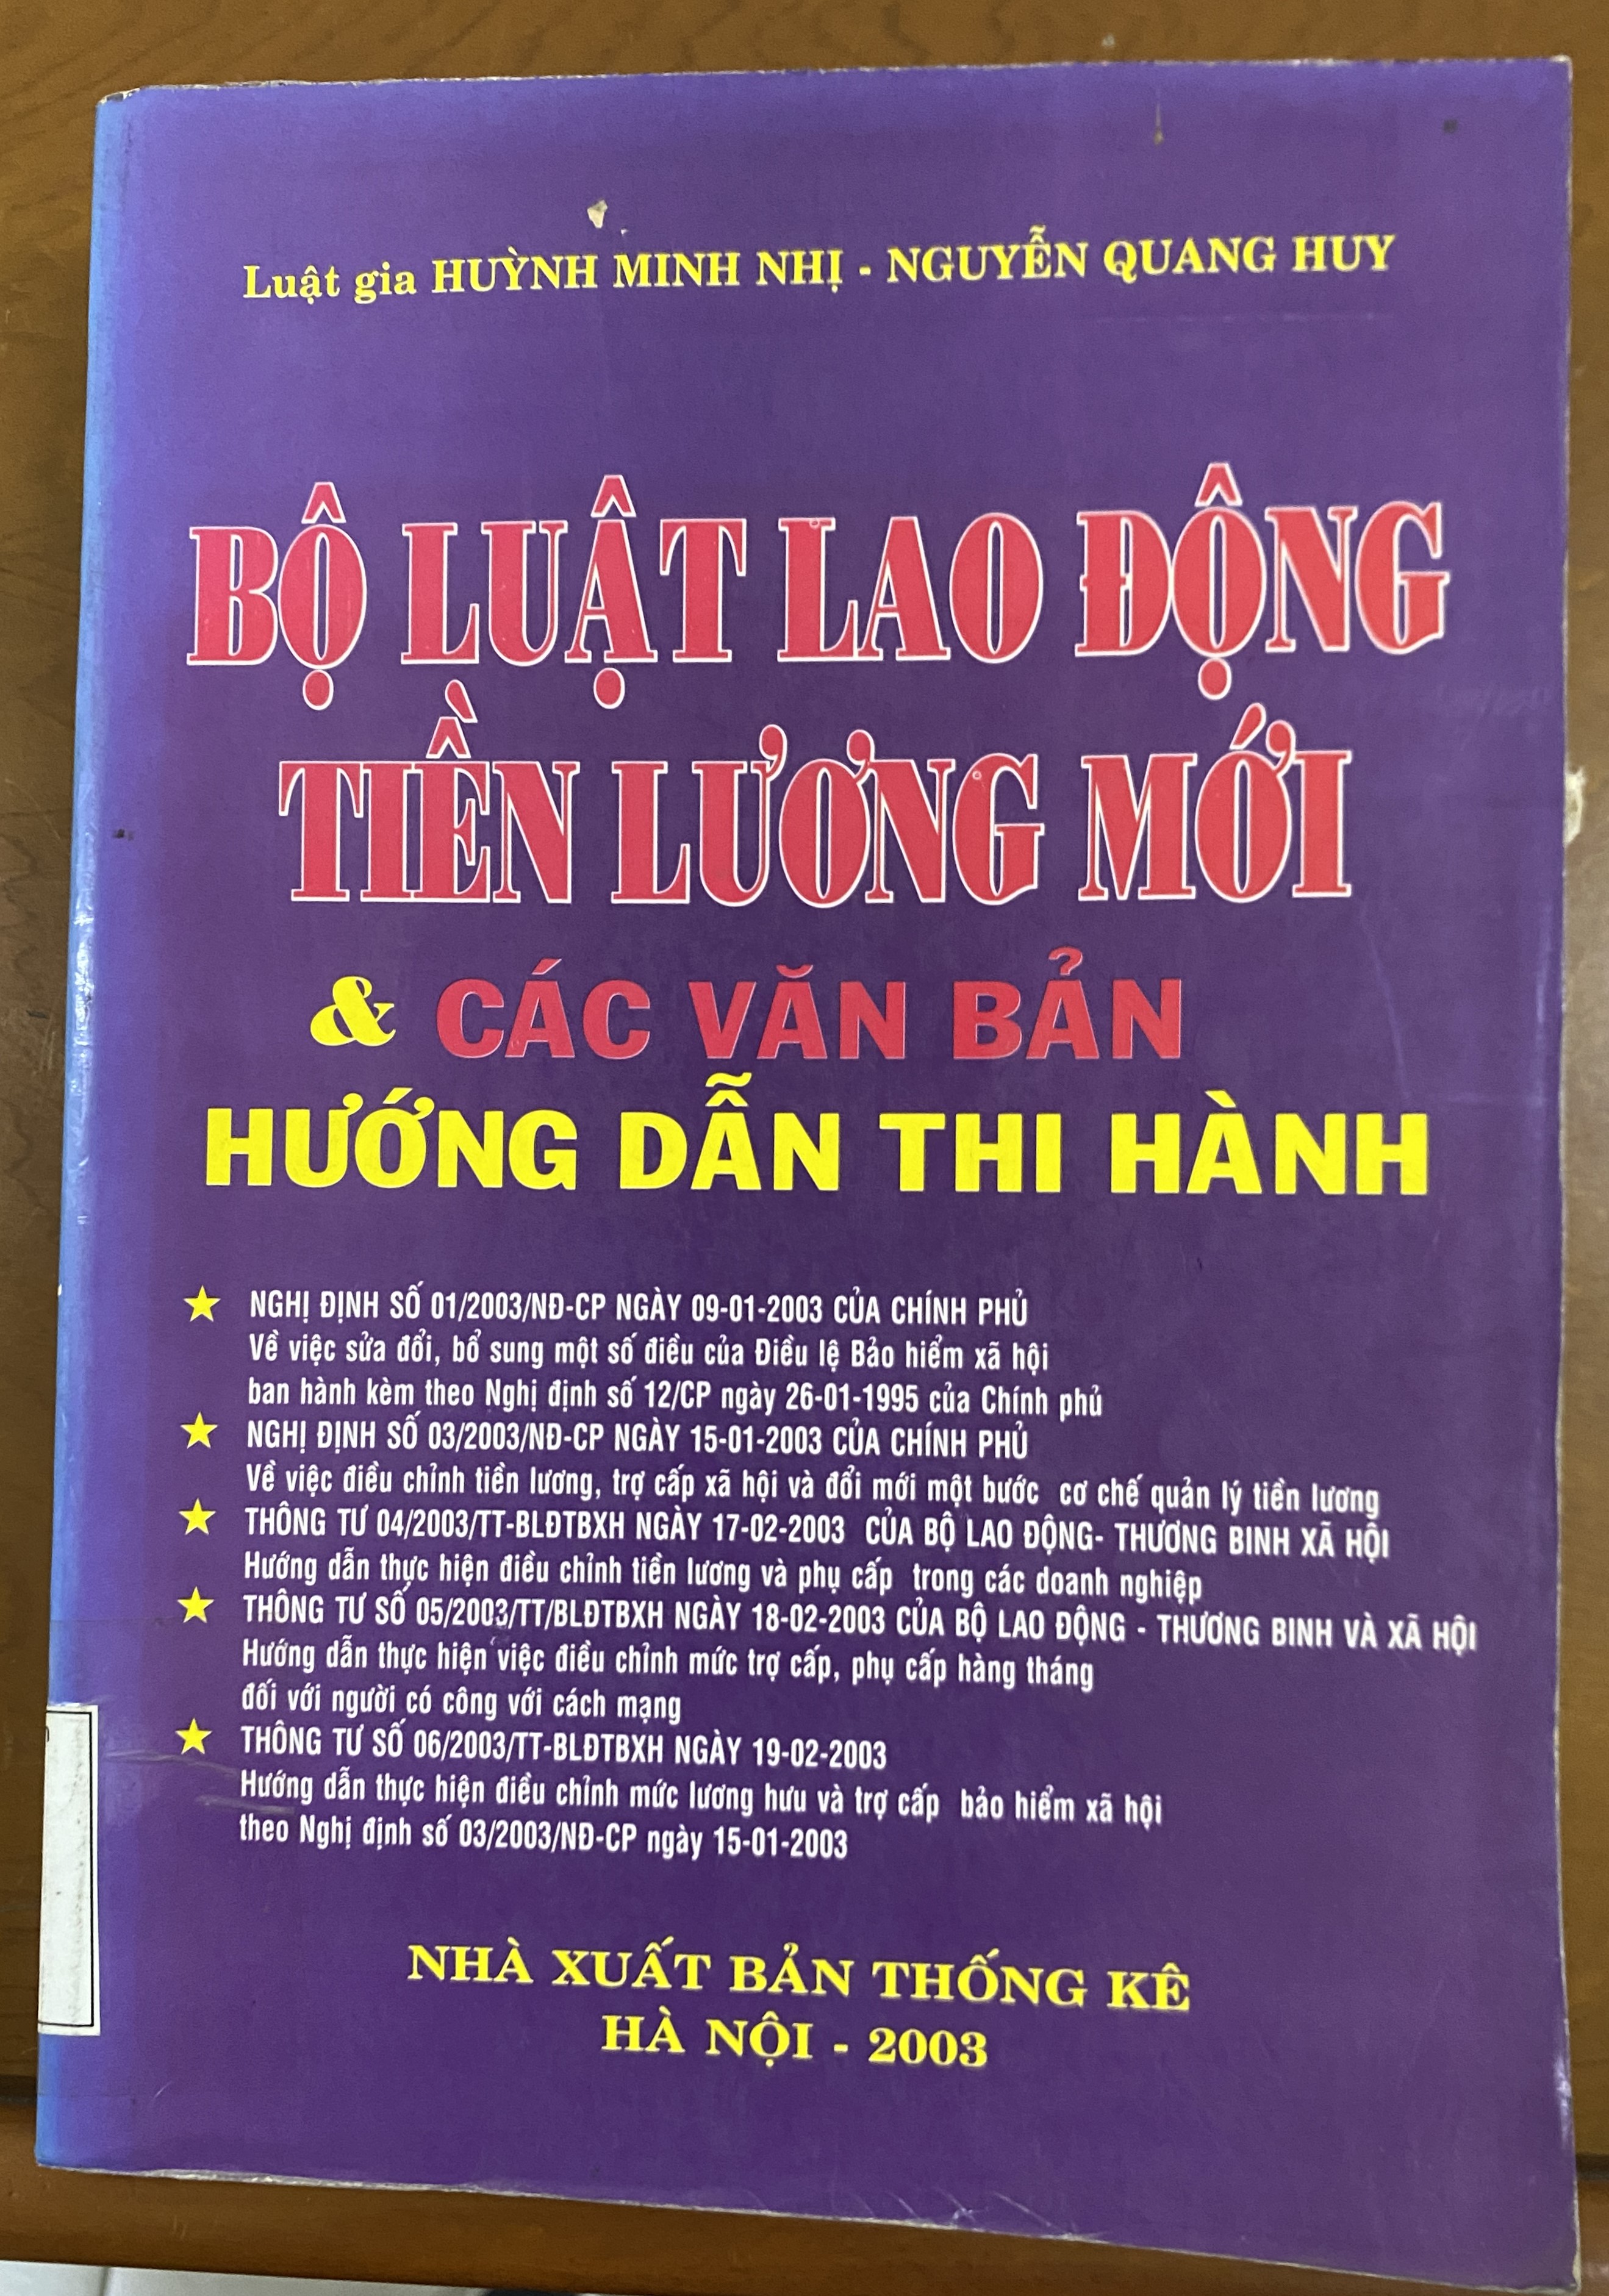 Luật gia HUỲNH MINH NHỊ - NGUYỄN QUANG HUY
BỘ LUẬT LAO ĐỘNG
TIỀN LƯƠNG MỚI
& CÁC VĂN BẢN
HƯỚNG DẪN THI HÀNH
★ NGHỊ ĐỊNH SỐ 01/2003/NĐ-CP NGÀY 09-01-2003 CỦA CHÍNH PHỦ
Về việc sửa đổi, bổ sung một số điều của Điều lệ Bảo hiểm xã hội
ban hành kèm theo Nghị định số 12/CP ngày 26-01-1995 của Chính phủ
★ NGHỊ ĐỊNH SỐ 03/2003/NĐ-CP NGÀY 15-01-2003 CỦA CHÍNH PHỦ
Về việc điều chỉnh tiền lương, trợ cấp xã hội và đổi mới một bước cơ chế quản lý tiền lương
★ THÔNG TƯ 04/2003/TT-BLĐTBXH NGÀY 17-02-2003 CỦA BỘ LAO ĐỘNG- THƯƠNG BINH XÃ HỘI
Hướng dẫn thực hiện điều chỉnh tiền lương và phụ cấp trong các doanh nghiệp
★ THÔNG TƯ SỐ 05/2003/TT/BLĐTBXH NGÀY 18-02-2003 CỦA BỘ LAO ĐỘNG - THƯƠNG BINH VÀ XÃ HỘI
Hướng dẫn thực hiện việc điều chỉnh mức trợ cấp, phụ cấp hàng tháng
đối với người có công với cách mạng
★ THÔNG TƯ SỐ 06/2003/TT-BLĐTBXH NGÀY 19-02-2003
Hướng dẫn thực hiện điều chỉnh mức lương hưu và trợ cấp bảo hiểm xã hội
theo Nghị định số 03/2003/NĐ-CP ngày 15-01-2003
NHÀ XUẤT BẢN THỐNG KÊ
HÀ NỘI - 2003